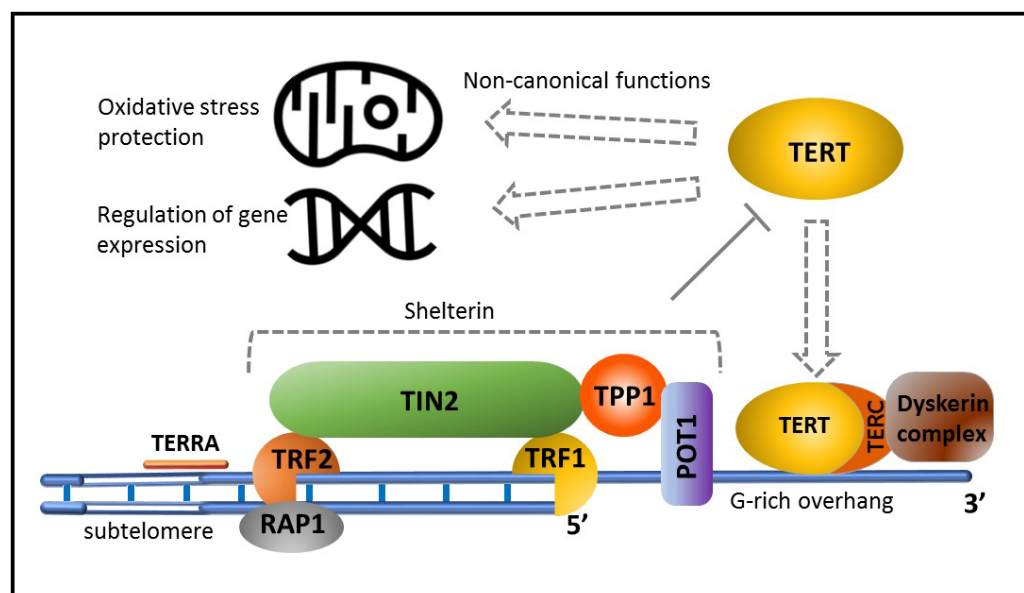 Non-canonical functions
Oxidative stress
protection
TERT
Regulation of gene
expression
Shelterin
TIN2
TPP1
POT1
TERT
TERC
Dyskerin
complex
TERRA
TRF2
TRF1
RAP1
subtelomere
5’
G-rich overhang
3’